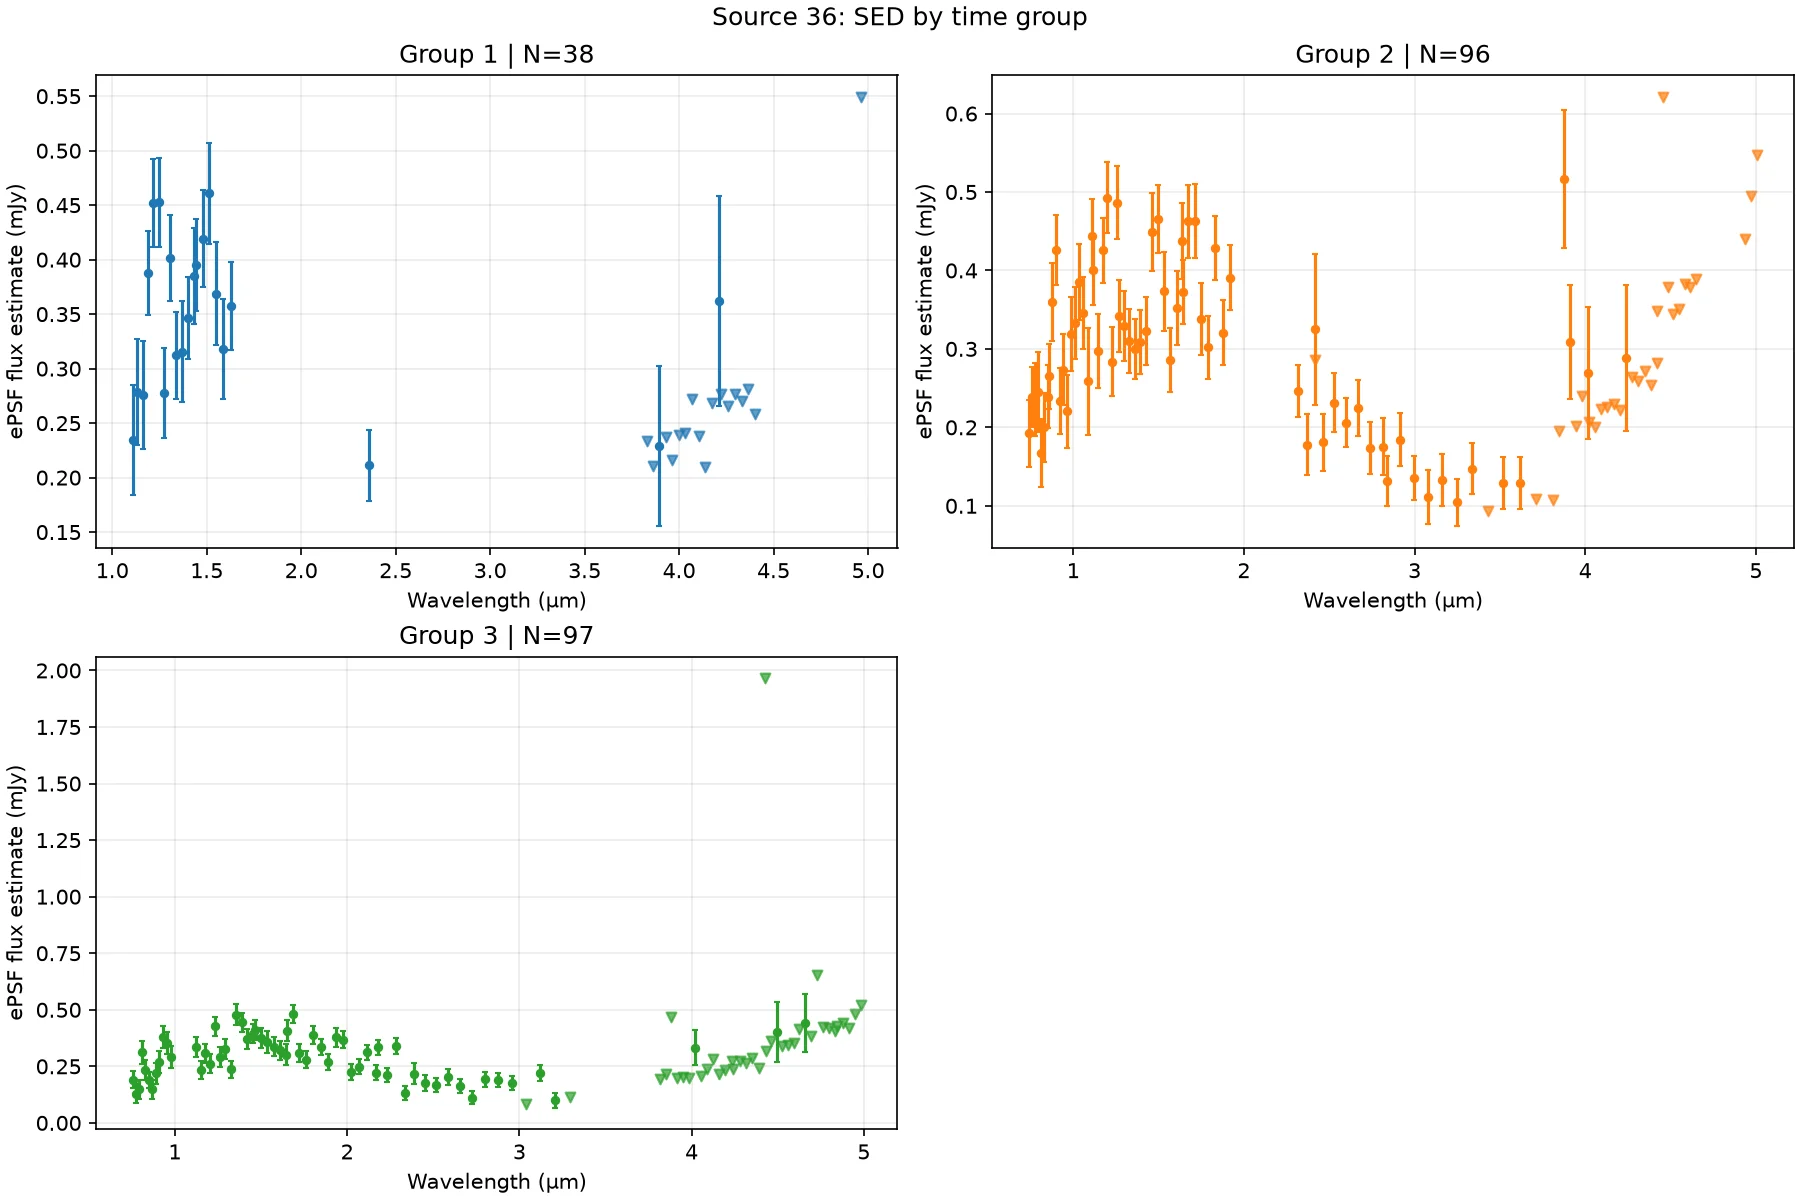 Source 36: SED by time group
Group 1 | N=38
ePSF flux estimate (mJy)
0.55
0.50
0.45
0.40
0.35
0.30
0.25
0.20
0.15
1.0 1.5 2.0 2.5 3.0 3.5 4.0 4.5 5.0
Wavelength (µm)
Group 2 | N=96
ePSF flux estimate (mJy)
0.6
0.5
0.4
0.3
0.2
0.1
1 2 3 4 5
Wavelength (µm)
Group 3 | N=97
ePSF flux estimate (mJy)
2.00
1.75
1.50
1.25
1.00
0.75
0.50
0.25
0.00
1 2 3 4 5
Wavelength (µm)